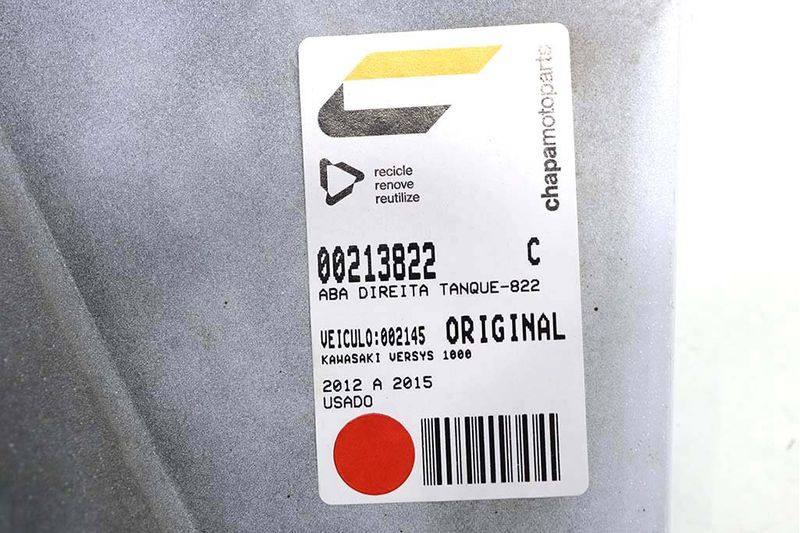 chapamotoparts
recicle
renove
reutilize
00213822 C
ABA DIREITA TANQUE-822
VEICULO:002145 ORIGINAL
KAWASAKI VERSYS 1000
2012 A 2015
USADO